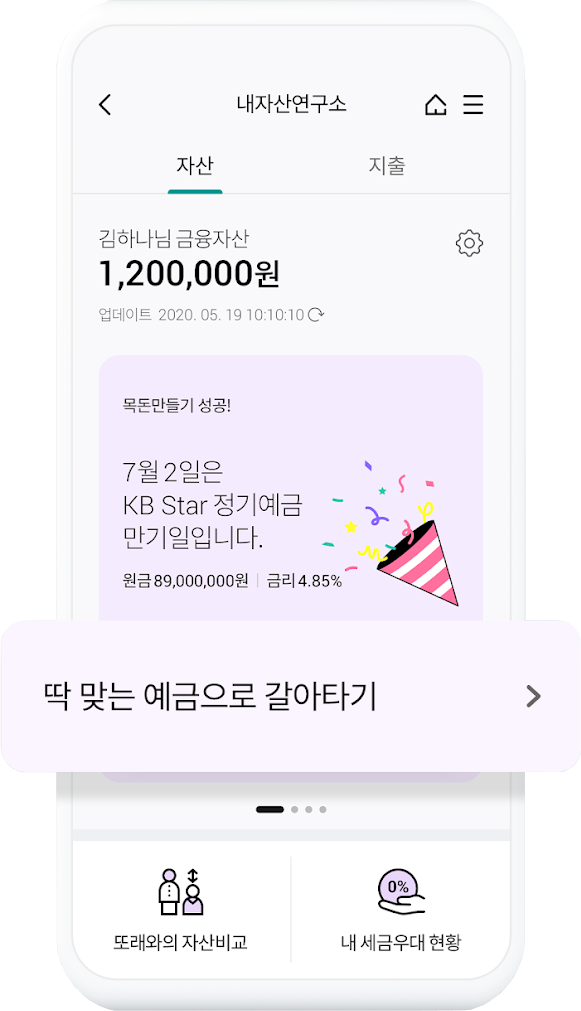 내자산연구소
자산 지출
김하나님 금융자산
1,200,000원
업데이트 2020. 05. 19 10:10:10
목돈만들기 성공!
7월 2일은
KB Star 정기예금
만기일입니다.
원금 89,000,000원 | 금리 4.85%
딱 맞는 예금으로 갈아타기
0%
또래와의 자산비교 내 세금우대 현황